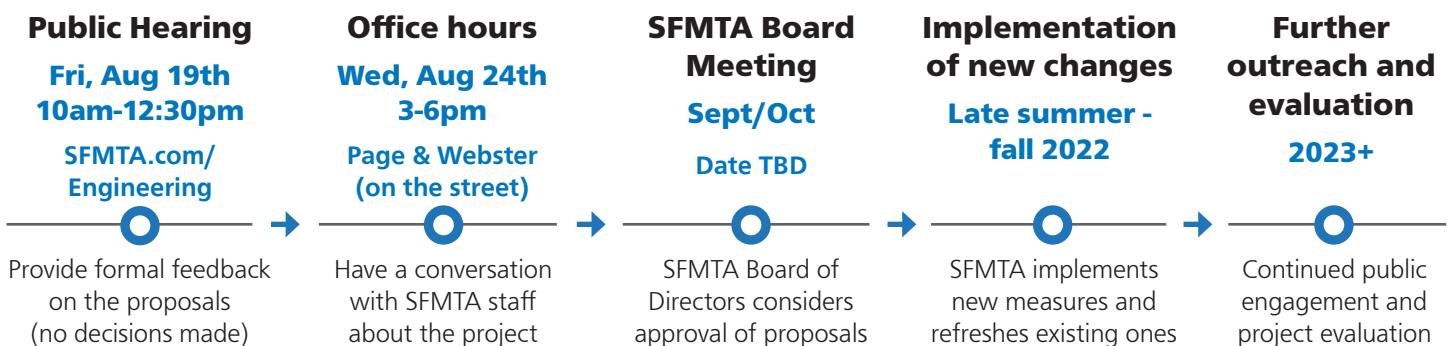 Public Hearing
Fri, Aug 19th
10am-12:30pm
SFMTA.com/
Engineering
Provide formal feedback
on the proposals
(no decisions made)
Office hours
Wed, Aug 24th
3-6pm
Page & Webster
(on the street)
Have a conversation
with SFMTA staff
about the project
SFMTA Board
Meeting
Sept/Oct
Date TBD
SFMTA Board of
Directors considers
approval of proposals
Implementation
of new changes
Late summer -
fall 2022
SFMTA implements
new measures and
refreshes existing ones
Further
outreach and
evaluation
2023+
Continued public
engagement and
project evaluation